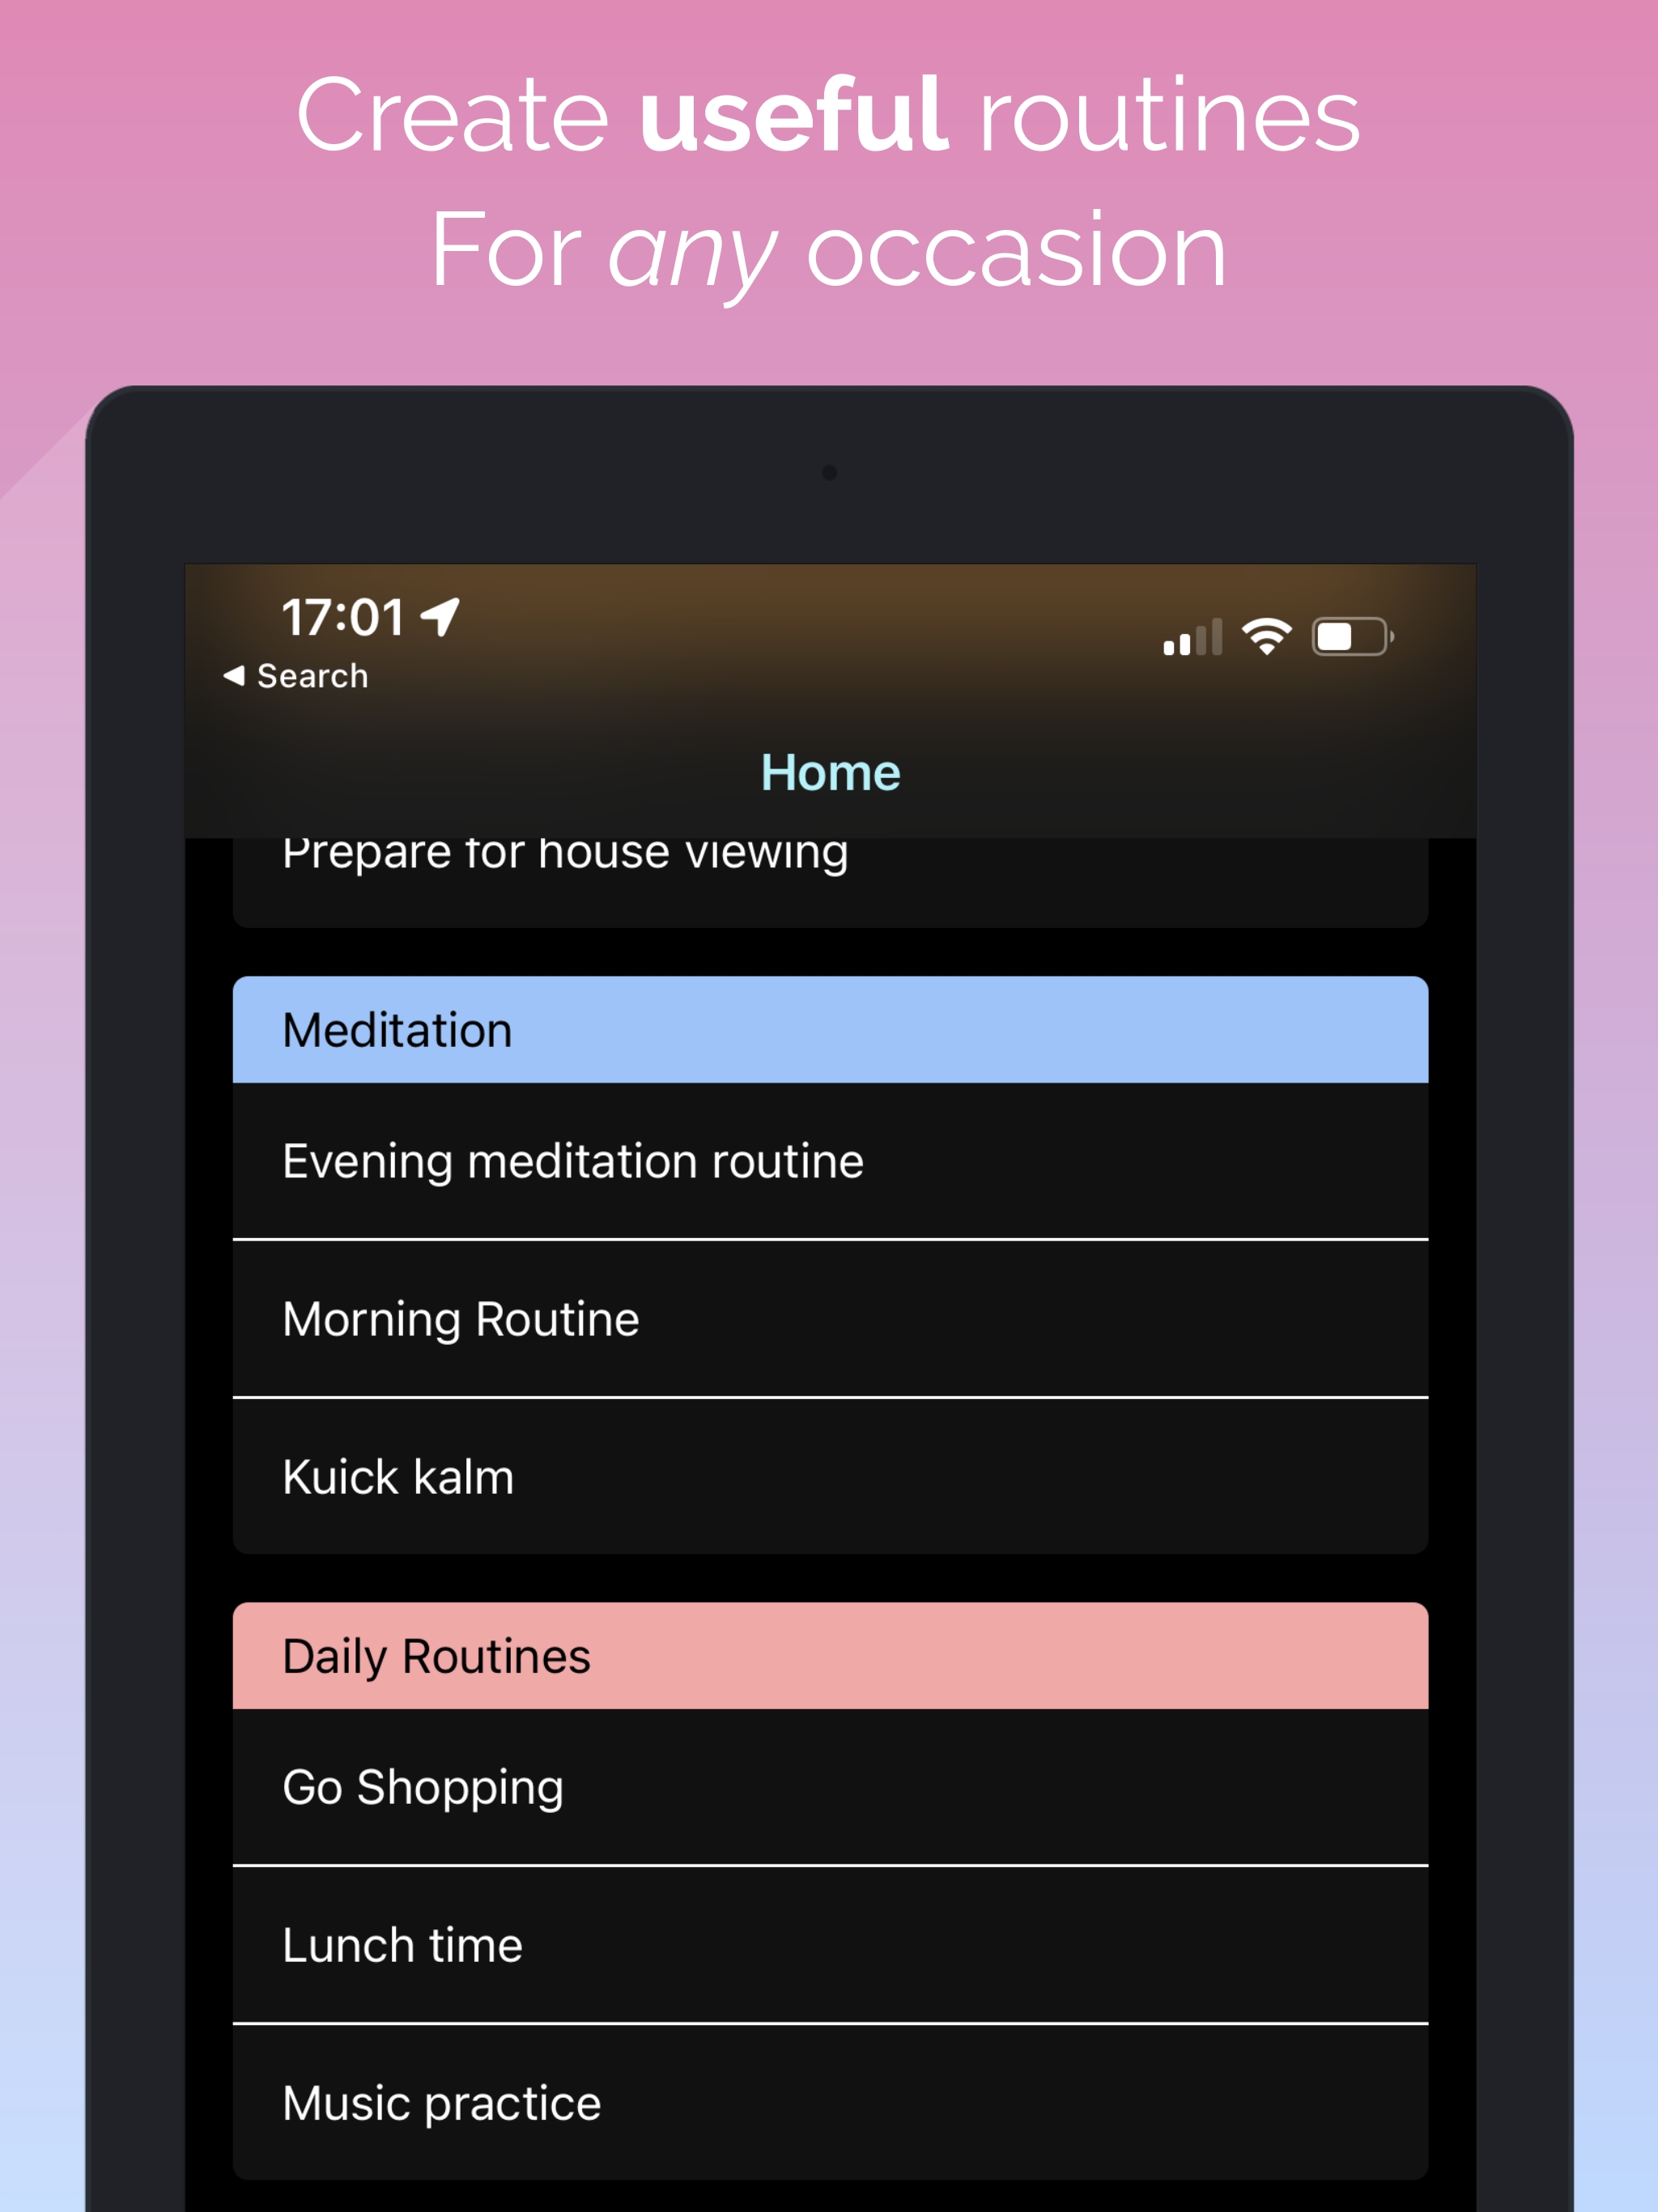 Create useful routines
For any occasion
17:01
Search
Home
Prepare for house viewing
Meditation
Evening meditation routine
Morning Routine
Kuick kalm
Daily Routines
Go Shopping
Lunch time
Music practice